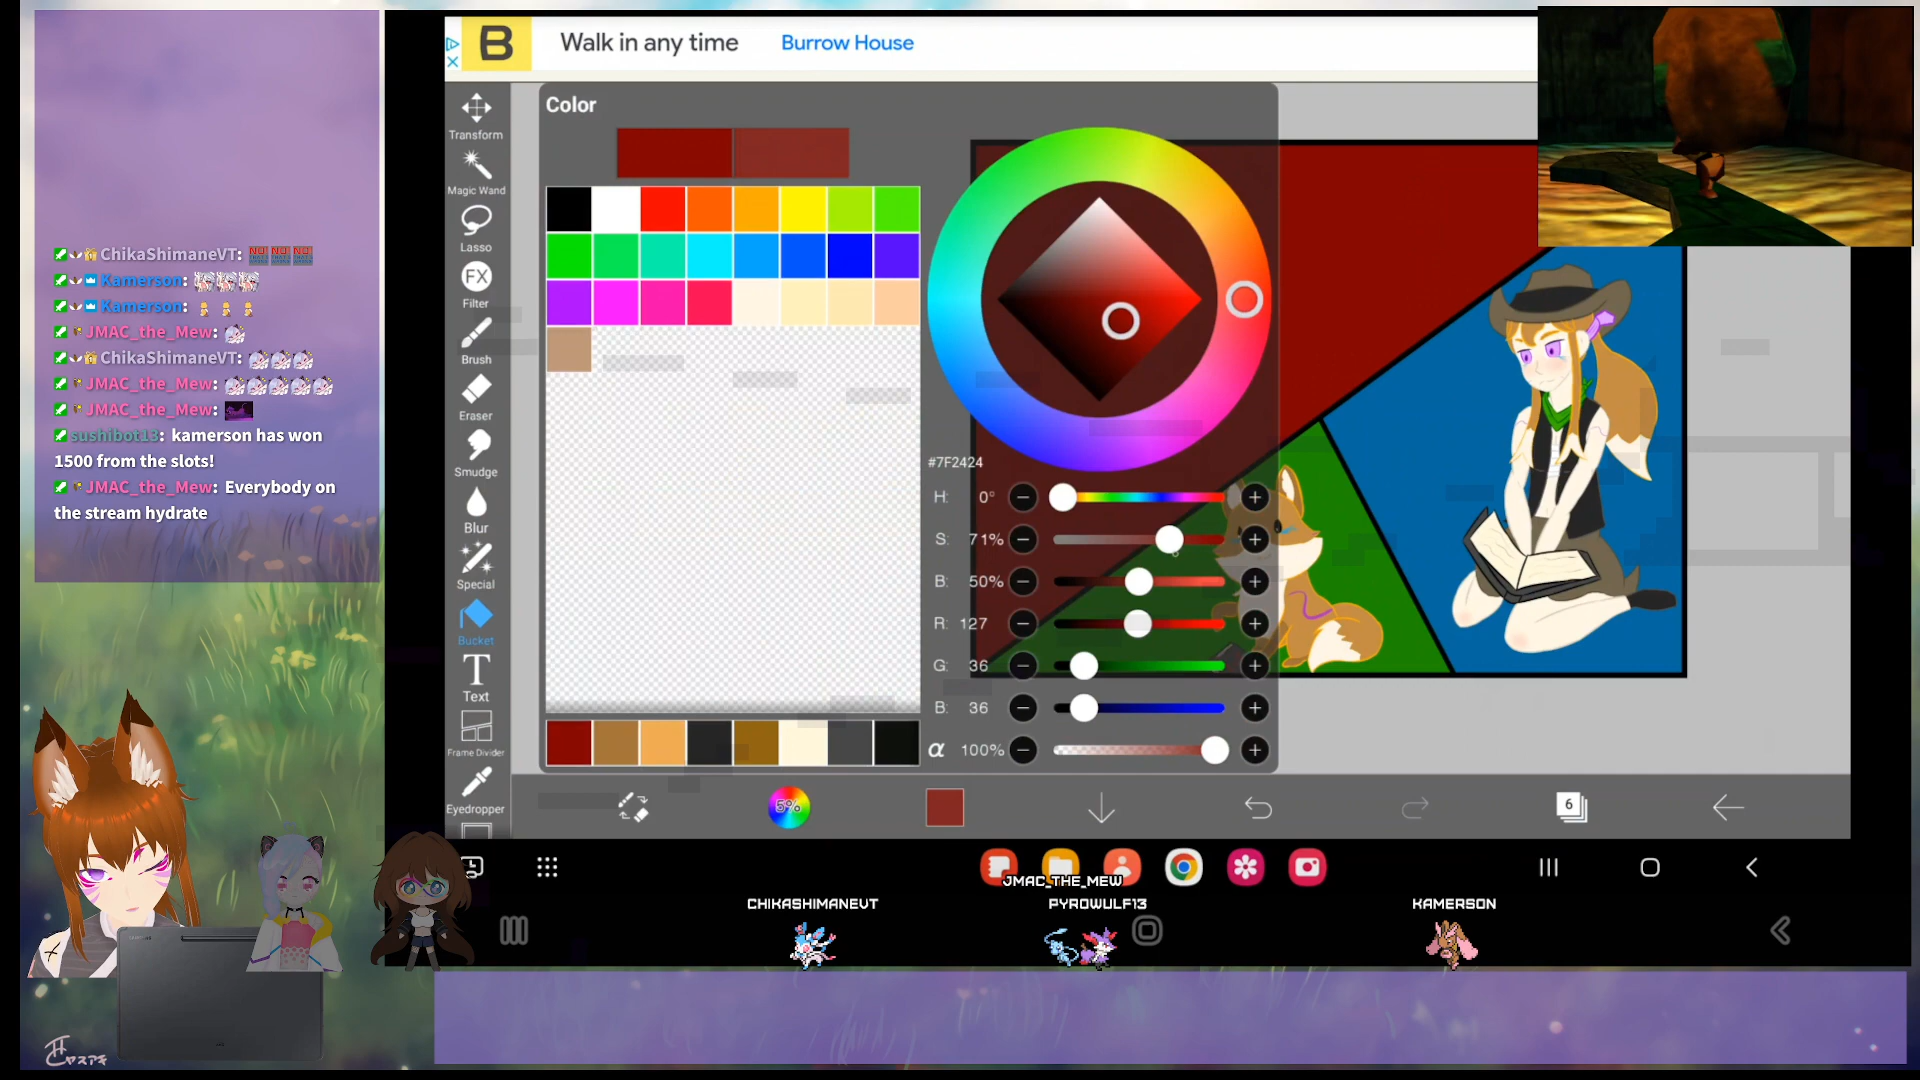 B Walk in any time Burrow House
Color
Transform
Magic Wand
Lasso
FX
Filter
Brush
Eraser
Smudge
Blur
Special
Bucket
T
Text
Frame Divider
Eyedropper
#7F2424
H: 0°
S: 71%
B: 50%
R: 127
G: 36
B: 36
α 100%
5%
6
ChikaShimaneVT:
Kamerson:
Kamerson:
JMAC_the_Mew:
ChikaShimaneVT:
JMAC_the_Mew:
JMAC_the_Mew:
sushibot13: kamerson has won
1500 from the slots!
JMAC_the_Mew: Everybody on
the stream hydrate
JMAC_THE_MEW
CHIKASHIMANEVT
PYROWULF13
KAMERSON